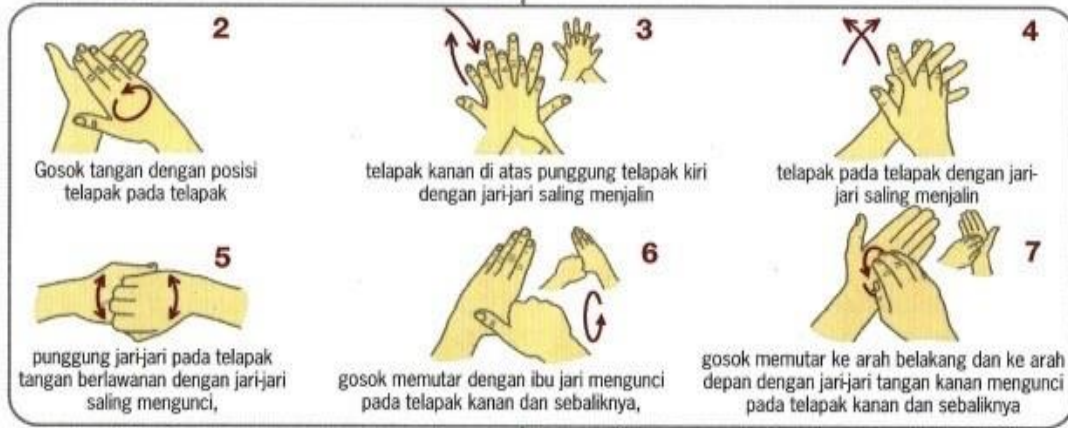 2
Gosok tangan dengan posisi
telapak pada telapak
3
telapak kanan di atas punggung telapak kiri
dengan jari-jari saling menjalin
4
telapak pada telapak dengan jari-
jari saling menjalin
5
punggung jari-jari pada telapak
tangan berlawanan dengan jari-jari
saling mengunci,
6
gosok memutar dengan ibu jari mengunci
pada telapak kanan dan sebaliknya,
7
gosok memutar ke arah belakang dan ke arah
depan dengan jari-jari tangan kanan mengunci
pada telapak kanan dan sebaliknya